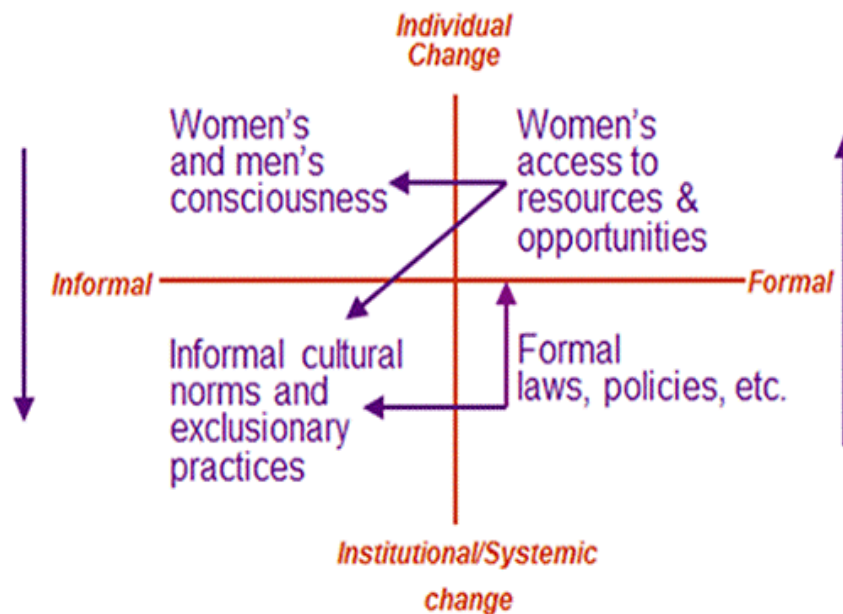 Individual
Change
Women's
and men's
consciousness
Women's
access to
resources &
opportunities
Informal
Formal
Informal cultural
norms and
exclusionary
practices
Formal
laws, policies, etc.
Institutional/Systemic
change